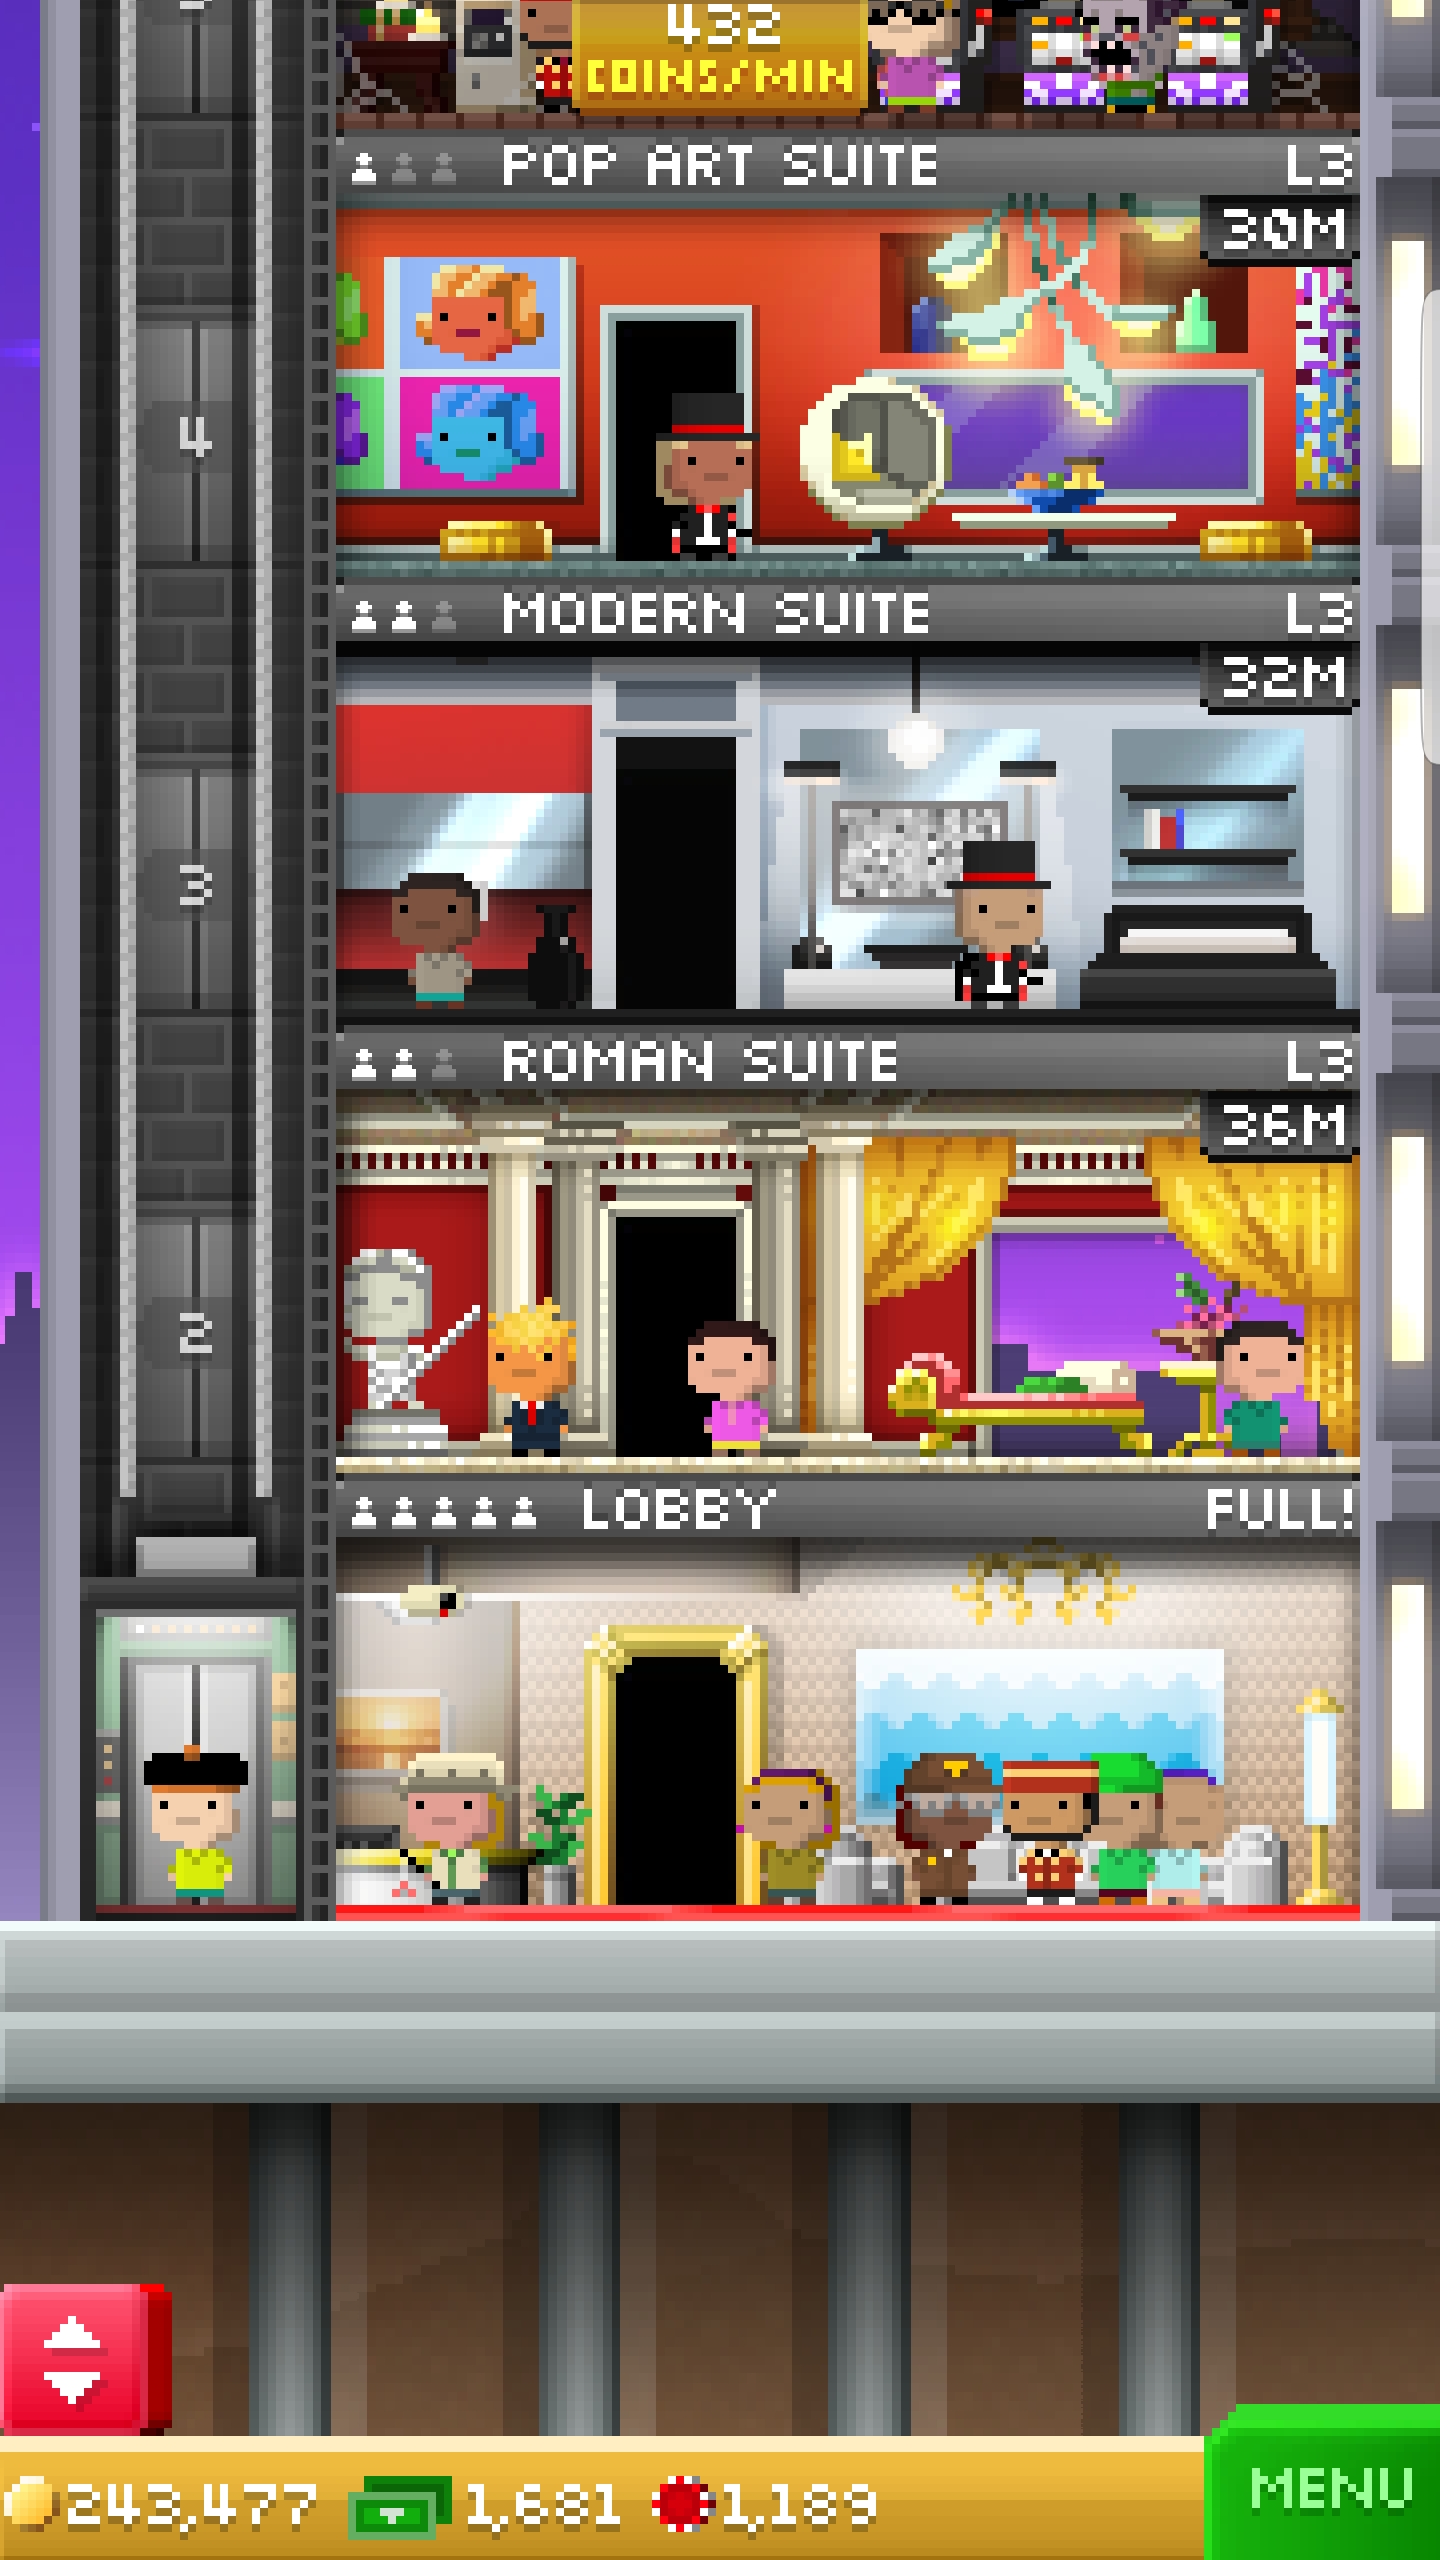 432
COINS/MIN
POP ART SUITE L3
30M
4
MODERN SUITE L3
32M
3
ROMAN SUITE L3
36M
2
LOBBY FULL!
243,477 1,681 1,189
MENU